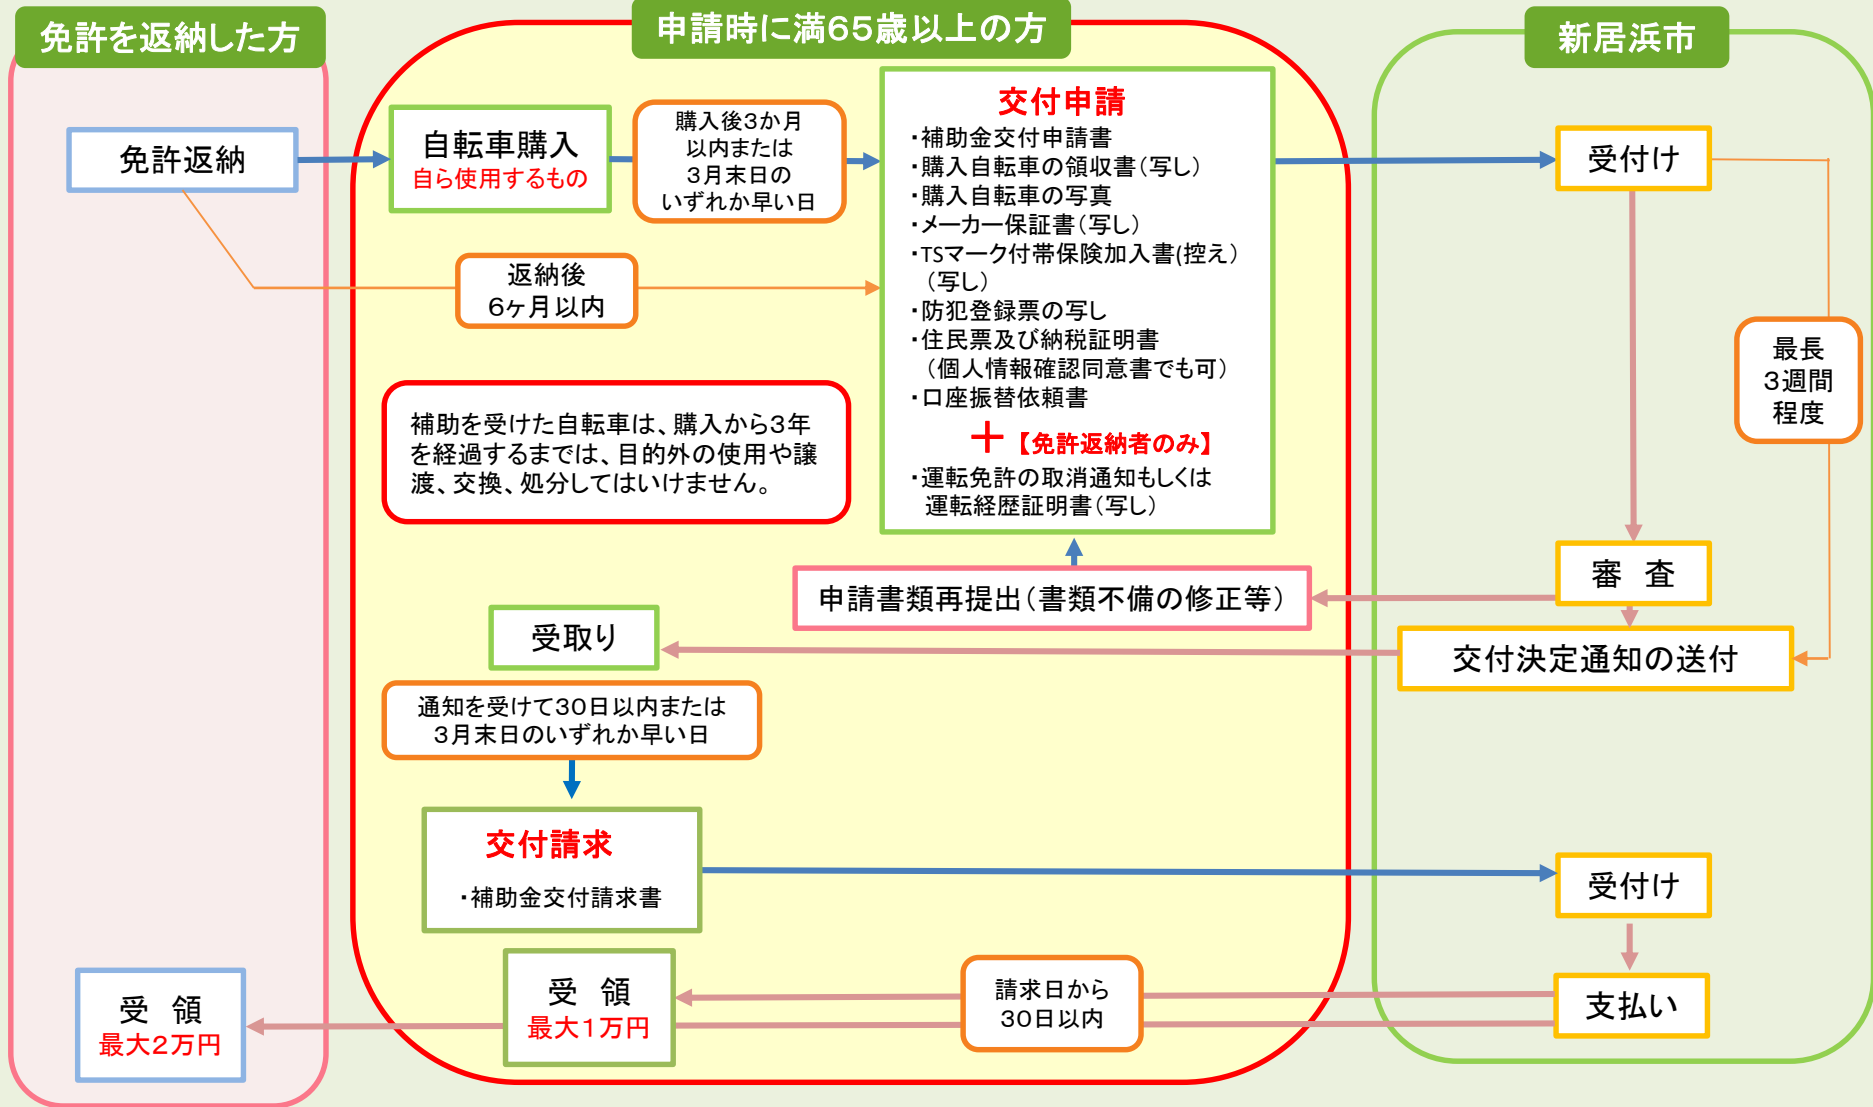 免許を返納した方
申請時に満65歳以上の方
新居浜市
免許返納
自転車購入
自ら使用するもの
購入後3か月
以内または
3月末日の
いずれか早い日
返納後
6ヶ月以内
補助を受けた自転車は、購入から3年
を経過するまでは、目的外の使用や譲
渡、交換、処分してはいけません。
交付申請
・補助金交付申請書
・購入自転車の領収書(写し)
・購入自転車の写真
・メーカー保証書(写し)
・TSマーク付帯保険加入書(控え)
(写し)
・防犯登録票の写し
・住民票及び納税証明書
(個人情報確認同意書でも可)
・口座振替依頼書
+【免許返納者のみ】
・運転免許の取消通知もしくは
運転経歴証明書(写し)
受付け
最長
3週間
程度
審 査
申請書類再提出(書類不備の修正等)
交付決定通知の送付
受取り
通知を受けて30日以内または
3月末日のいずれか早い日
交付請求
・補助金交付請求書
受付け
支払い
請求日から
30日以内
受 領
最大1万円
受 領
最大2万円